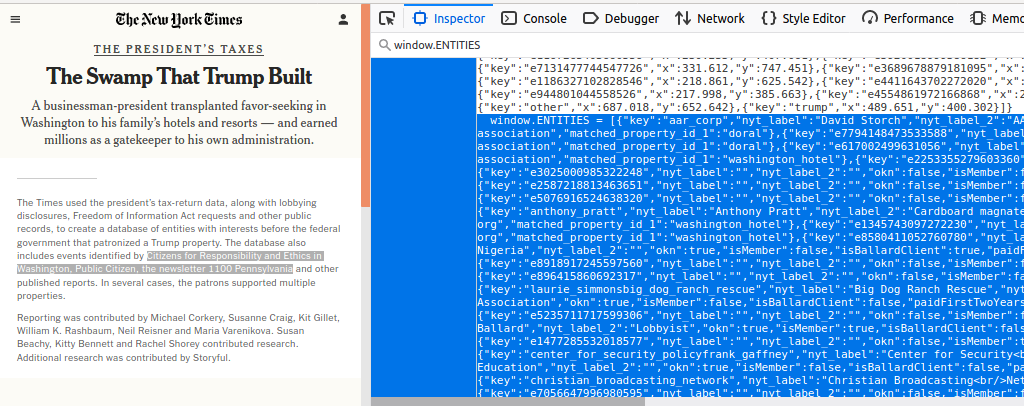 The New York Times
THE PRESIDENT'S TAXES
The Swamp That Trump Built
A businessman-president transplanted favor-seeking in
Washington to his family's hotels and resorts — and earned
millions as a gatekeeper to his own administration.
The Times used the president's tax-return data, along with lobbying
disclosures, Freedom of Information Act requests and other public
records, to create a database of entities with interests before the federal
government that patronized a Trump property. The database also
includes events identified by Citizens for Responsibility and Ethics in
Washington, Public Citizen, the newsletter 1100 Pennsylvania and other
published reports. In several cases, the patrons supported multiple
properties.
Reporting was contributed by Michael Corkery, Susanne Craig, Kit Gillet,
William K. Rashbaum, Neil Reisner and Maria Varenikova. Susan
Beachy, Kitty Bennett and Rachel Shorey contributed research.
Additional research was contributed by Storyful.
Inspector
Console
Debugger
Network
Style Editor
Performance
Memo
window.ENTITIES
{"key":"e7131477744547726","x":331.612,"y":747.451},{"key":"e3689678879181095","x"
{"key":"e1186327102828546","x":218.861,"y":625.542},{"key":"e4411643702272020","x"
{"key":"e944801044558526","x":217.998,"y":385.663},{"key":"e4554861972166868","x":2
{"key":"other","x":687.018,"y":652.642},{"key":"trump","x":489.651,"y":400.302}]}
window.ENTITIES = [{"key":"aar_corp","nyt_label":"David Storch","nyt_label_2":"AA
association","matched_property_id_1":"doral"},{"key":"e7794148473533588","nyt_label
association","matched_property_id_1":"doral"},{"key":"e617002499631056","nyt_label"
association","matched_property_id_1":"washington_hotel"},{"key":"e2253355279603360"
{"key":"e3025000985322248","nyt_label":"","nyt_label_2":"","okn":false,"isMember":f
{"key":"e2587218813463651","nyt_label":"","nyt_label_2":"","okn":false,"isMember":f
{"key":"e5076916524638320","nyt_label":"","nyt_label_2":"","okn":false,"isMember":f
{"key":"anthony_pratt","nyt_label":"Anthony Pratt","nyt_label_2":"Cardboard magnate
org","matched_property_id_1":"washington_hotel"},{"key":"e1345743097272230","nyt_la
org","matched_property_id_1":"washington_hotel"},{"key":"e8580411052760780","nyt_la
Nigeria","nyt_label_2":"","okn":true,"isMember":false,"isBallardClient":false,"paidF
{"key":"e8918917245597560","nyt_label":"","nyt_label_2":"","okn":false,"isMember":f
{"key":"e896415860692317","nyt_label":"","nyt_label_2":"","okn":false,"isMember":fa
{"key":"laurie_simmonsbig_dog_ranch_rescue","nyt_label":"Big Dog Ranch Rescue","nyt
Association","okn":true,"isMember":false,"isBallardClient":false,"paidFirstTwoYears
{"key":"e5235711717599306","nyt_label":"","nyt_label_2":"","okn":false,"isMember":f
Ballard","nyt_label_2":"Lobbyist","okn":true,"isMember":true,"isBallardClient":fals
{"key":"e1477285532018577","nyt_label":"","nyt_label_2":"","okn":false,"isMember":t
{"key":"center_for_security_policyfrank_gaffney","nyt_label":"Center for Security<b
Education","nyt_label_2":"","okn":true,"isMember":false,"isBallardClient":false,"pa
{"key":"christian_broadcasting_network","nyt_label":"Christian Broadcasting<br/>Net
{"key":"e7056647996980595","nyt_label":"","nyt_label_2":"","okn":false,"isMember":f